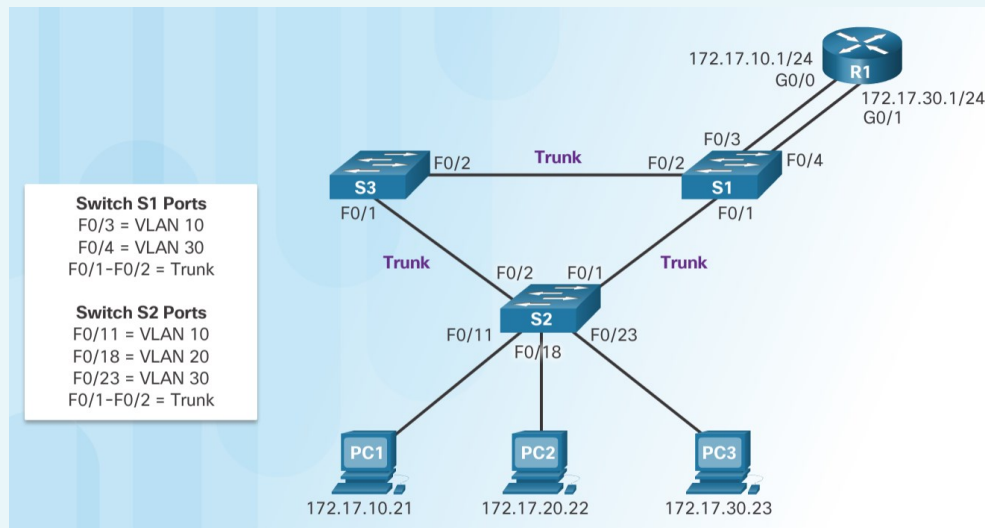 172.17.10.1/24
G0/0
R1
172.17.30.1/24
G0/1
F0/3
F0/4
F0/2
Trunk
F0/2
S3
S1
F0/1
F0/1
Switch S1 Ports
F0/3 = VLAN 10
F0/4 = VLAN 30
F0/1-F0/2 = Trunk
Switch S2 Ports
F0/11 = VLAN 10
F0/18 = VLAN 20
F0/23 = VLAN 30
F0/1-F0/2 = Trunk
Trunk
Trunk
F0/2
F0/1
S2
F0/11
F0/18
F0/23
PC1
PC2
PC3
172.17.10.21
172.17.20.22
172.17.30.23